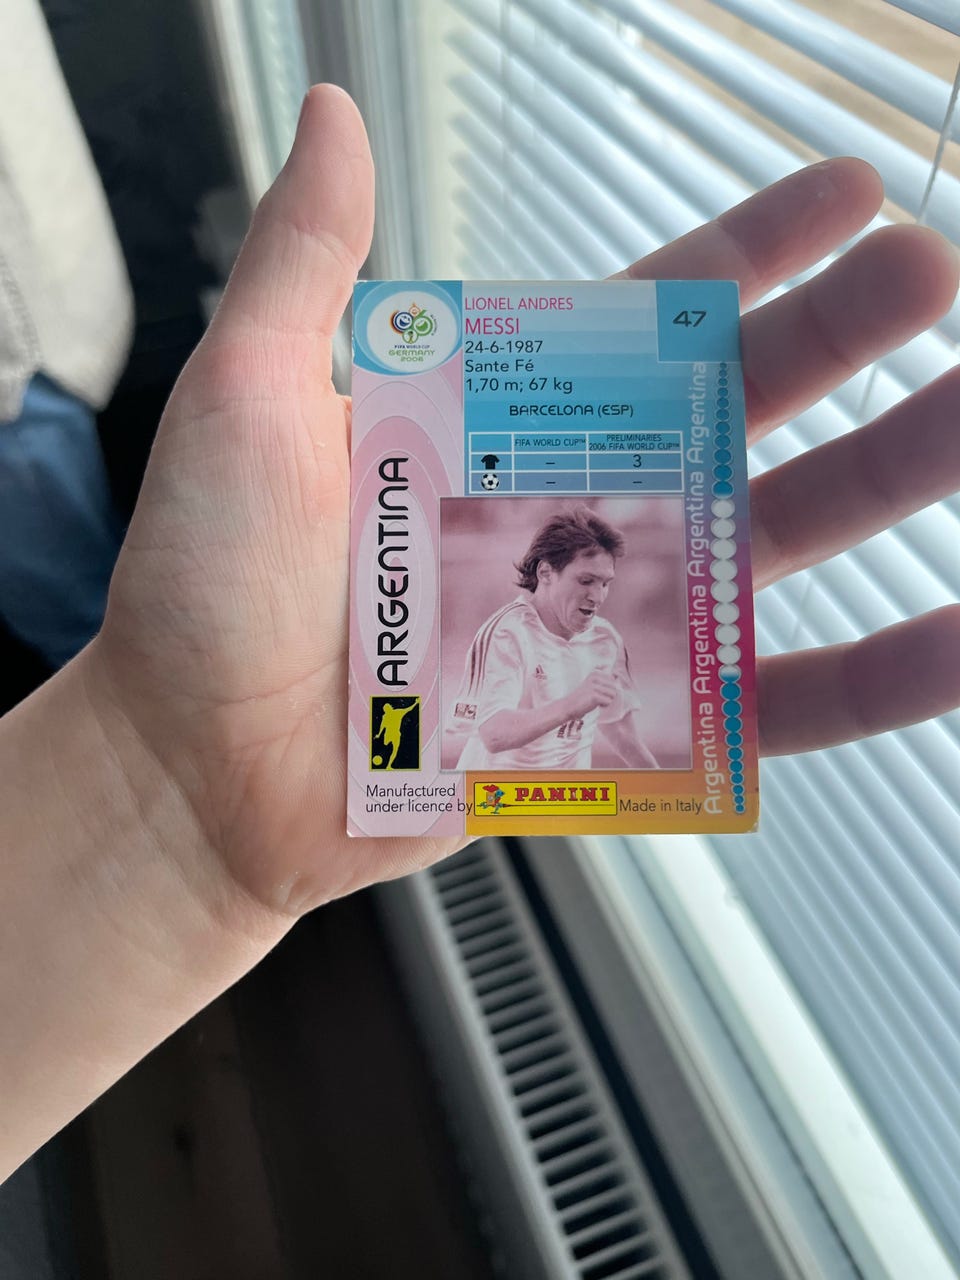 LIONEL ANDRES
MESSI
24-6-1987
Sante Fé
1,70 m; 67 kg
BARCELONA (ESP)
47
FIFA WORLD CUP
GERMANY
2006
FIFA WORLD CUP™
PRELIMINARIES
2006 FIFA WORLD CUP™
– 3
– –
ARGENTINA
Argentina Argentina Argentina Argentina
adidas
10
Manufactured
under licence by
PANINI
Made in Italy